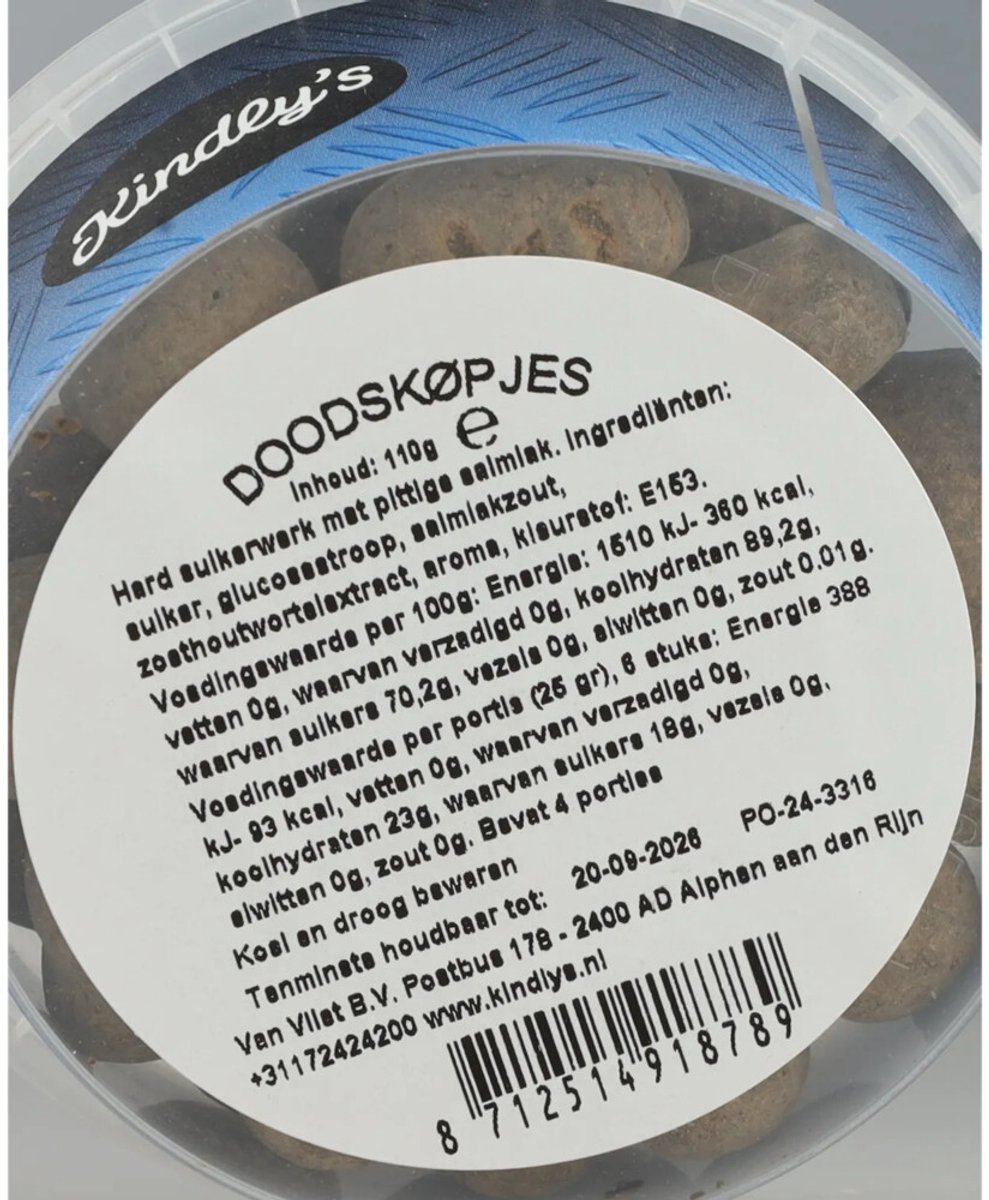 Kindly's
DOODSKØPJES
Inhoud: 110g e
Hard suikerwerk met pittige salmiak. Ingrediënten:
suiker, glucosestroop, salmiakzout,
zoethoutwortelextract, aroma, kleurstof: E153.
Voedingswaarde per 100g: Energie: 1510 kJ- 360 kcal,
vetten 0g, waarvan verzadigd 0g, koolhydraten 89,2g,
waarvan suikers 70,2g, vezels 0g, eiwitten 0g, zout 0.01g.
Voedingswaarde per portie (25 gr), 6 stuks: Energie 388
kJ- 93 kcal, vetten 0g, waarvan verzadigd 0g,
koolhydraten 23g, waarvan suikers 18g, vezels 0g,
eiwitten 0g, zout 0g. Bevat 4 porties
Koel en droog bewaren
Tenminste houdbaar tot: 20-09-2026 PO-24-3316
Van Vliet B.V. Postbus 178 - 2400 AD Alphen aan den Rijn
+31172424200 www.kindlys.nl
8 712514 918789